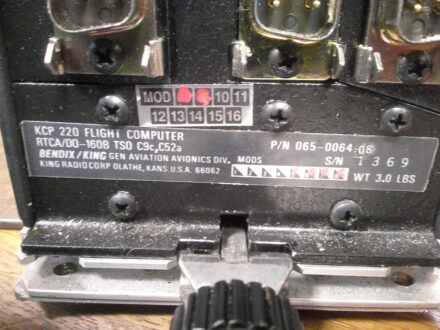 MOD 10 11
12 13 14 15 16
KCP 220 FLIGHT COMPUTER
RTCA/DO-160B TSO C9c,C52a P/N 065-0064-08
BENDIX/KING GEN AVIATION AVIONICS DIV. MODS S/N 1369
KING RADIO CORP OLATHE, KANS. U.S.A. 66062 WT 3.0 LBS